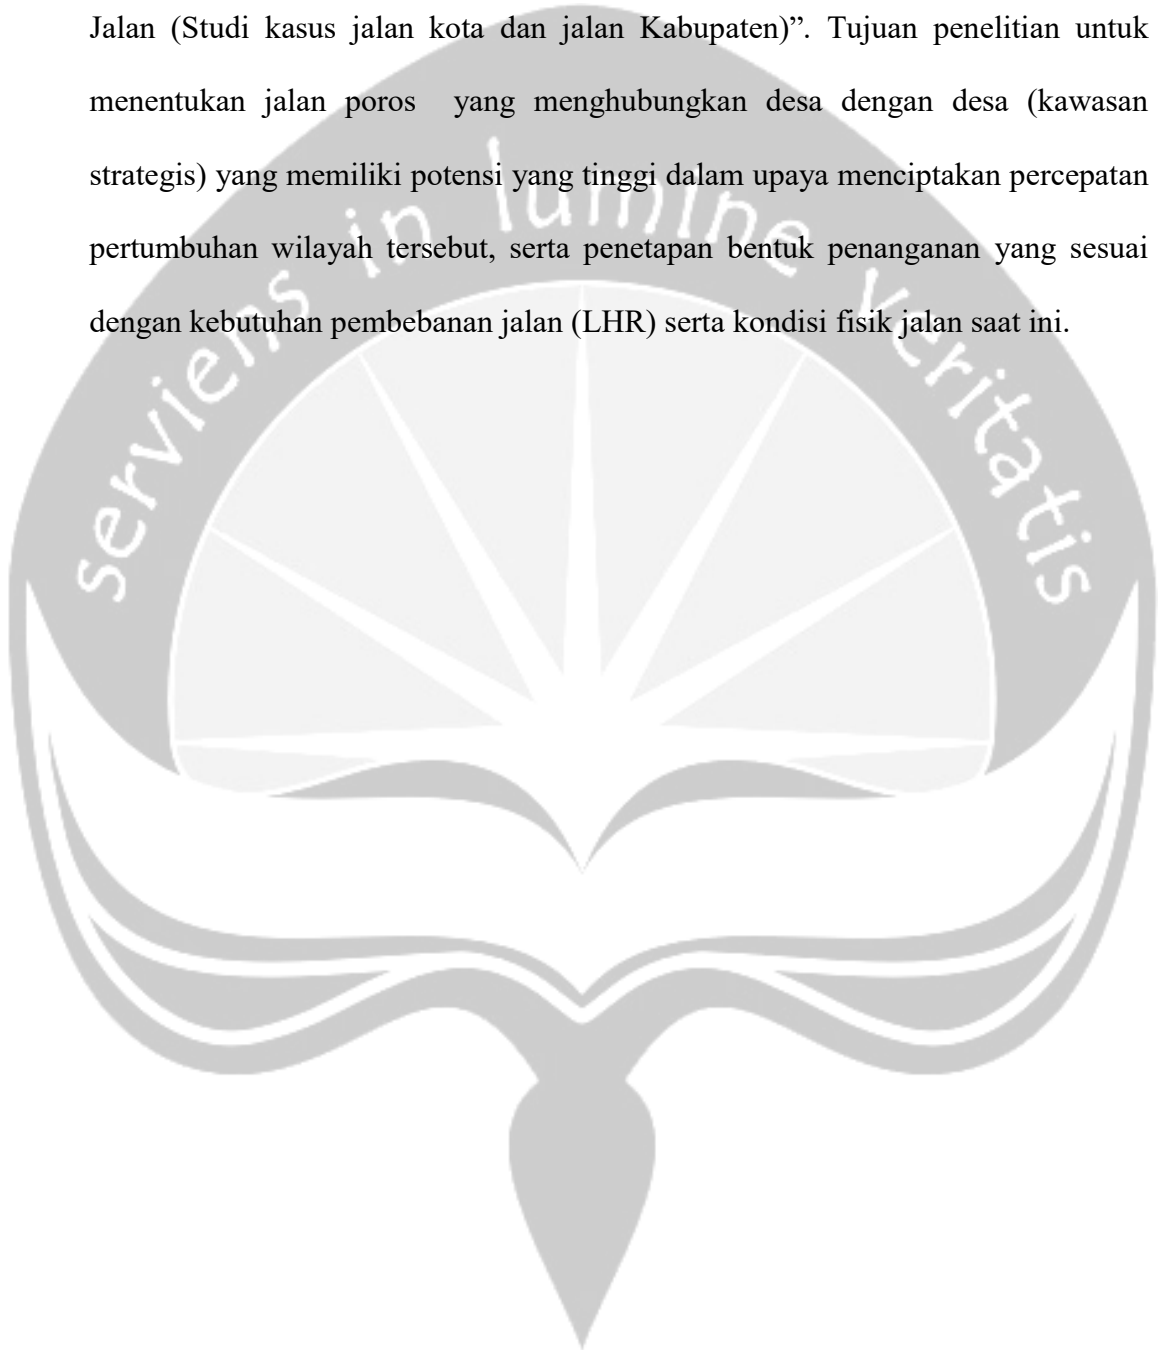 Jalan (Studi kasus jalan kota dan jalan Kabupaten)”. Tujuan penelitian untuk
menentukan jalan poros yang menghubungkan desa dengan desa (kawasan
strategis) yang memiliki potensi yang tinggi dalam upaya menciptakan percepatan
pertumbuhan wilayah tersebut, serta penetapan bentuk penanganan yang sesuai
dengan kebutuhan pembebanan jalan (LHR) serta kondisi fisik jalan saat ini.
serviens in lumine veritatis